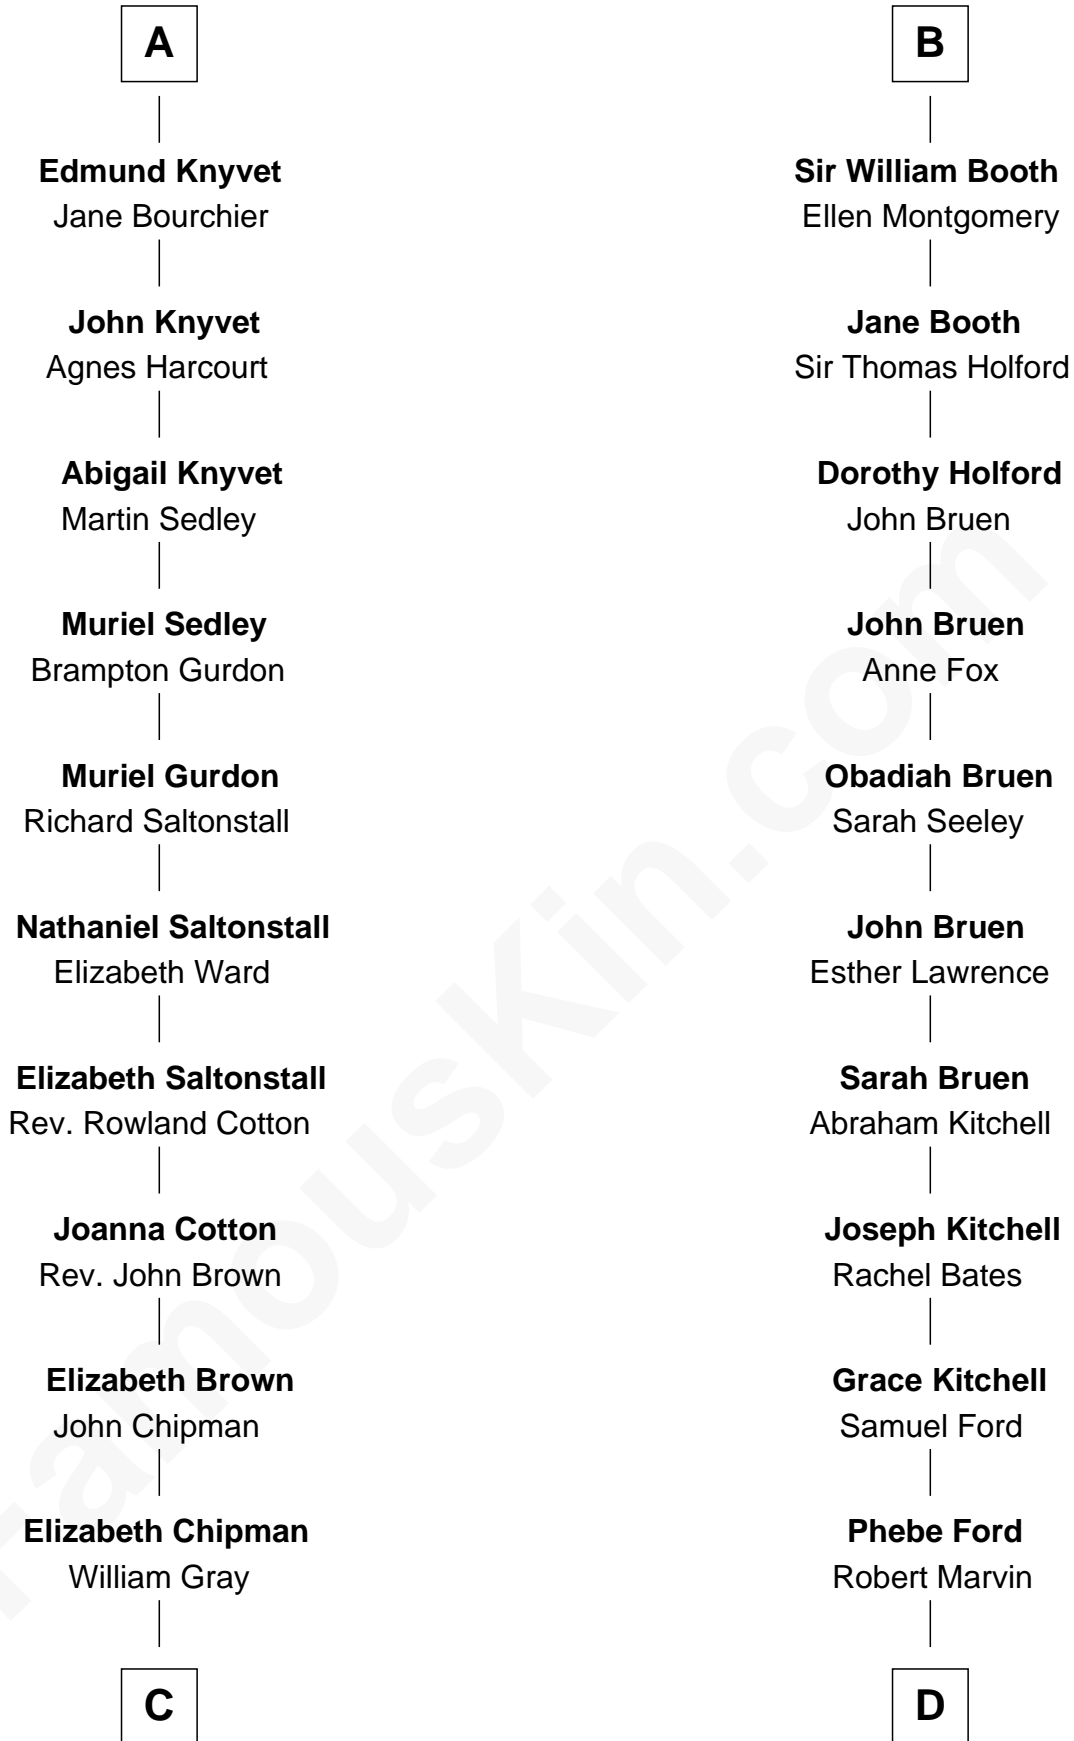 A
Edmund Knyvet
Jane Bourchier
John Knyvet
Agnes Harcourt
Abigail Knyvet
Martin Sedley
Muriel Sedley
Brampton Gurdon
Muriel Gurdon
Richard Saltonstall
Nathaniel Saltonstall
Elizabeth Ward
Elizabeth Saltonstall
Rev. Rowland Cotton
Joanna Cotton
Rev. John Brown
Elizabeth Brown
John Chipman
Elizabeth Chipman
William Gray
C
B
Sir William Booth
Ellen Montgomery
Jane Booth
Sir Thomas Holford
Dorothy Holford
John Bruen
John Bruen
Anne Fox
Obadiah Bruen
Sarah Seeley
John Bruen
Esther Lawrence
Sarah Bruen
Abraham Kitchell
Joseph Kitchell
Rachel Bates
Grace Kitchell
Samuel Ford
Phebe Ford
Robert Marvin
D
FamousKin.com